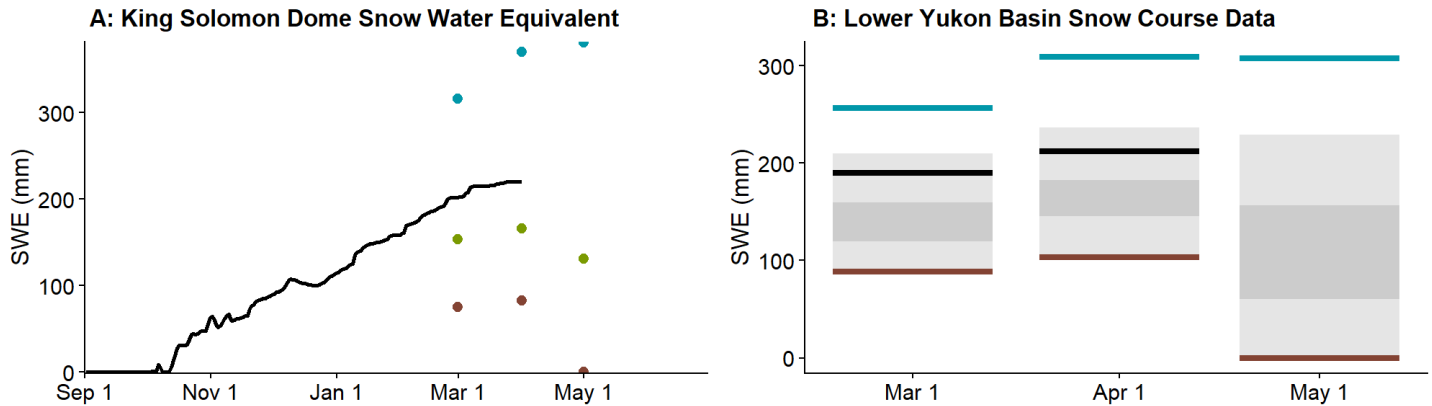 A: King Solomon Dome Snow Water Equivalent
SWE (mm)
300
200
100
0
Sep 1 Nov 1 Jan 1 Mar 1 May 1
B: Lower Yukon Basin Snow Course Data
SWE (mm)
300
200
100
0
Mar 1 Apr 1 May 1